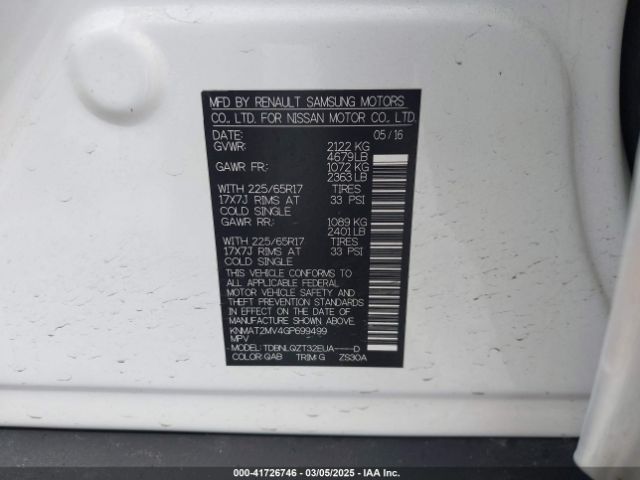 MFD BY RENAULT SAMSUNG MOTORS
CO., LTD. FOR NISSAN MOTOR CO., LTD.
DATE: 05/16
GVWR: 2122 KG
4679LB
GAWR FR: 1072 KG
2363LB
WITH 225/65R17 TIRES
17X7J RIMS AT 33 PSI
COLD SINGLE
GAWR RR: 1089 KG
2401LB
WITH 225/65R17 TIRES
17X7J RIMS AT 33 PSI
COLD SINGLE
THIS VEHICLE CONFORMS TO
ALL APPLICABLE FEDERAL
MOTOR VEHICLE SAFETY AND
THEFT PREVENTION STANDARDS
IN EFFECT ON THE DATE OF
MANUFACTURE SHOWN ABOVE.
KNMAT2MV4GP699499
MPV
MODEL: TDBNLQZT32EUA----D
COLOR: QAB TRIM: G ZS30A
000-41726746 - 03/05/2025 - IAA Inc. (IAA)